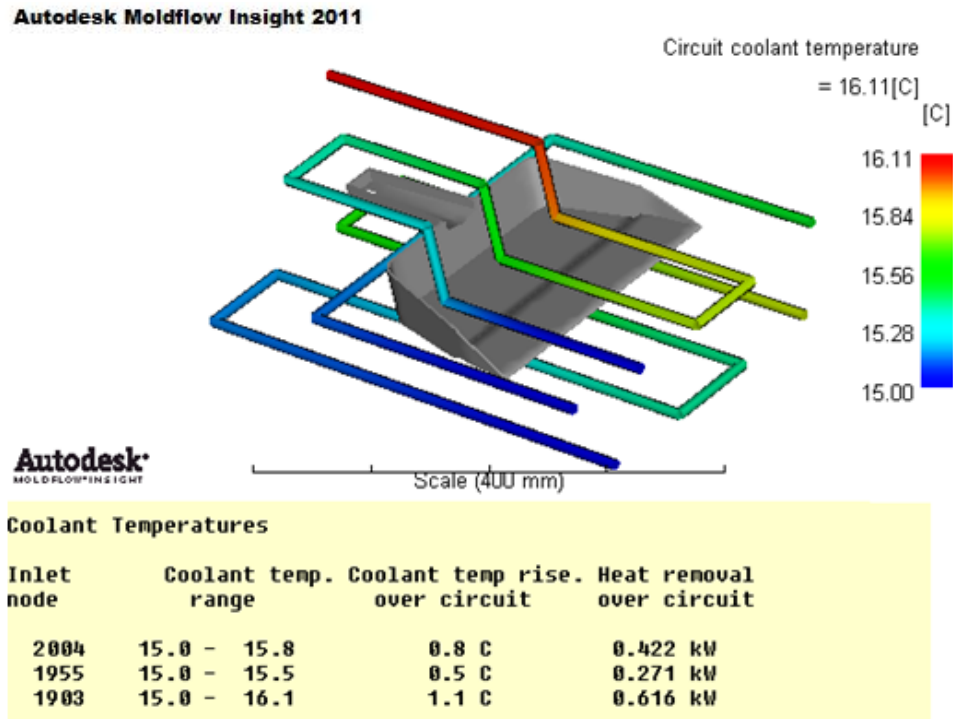 Autodesk Moldflow Insight 2011
Circuit coolant temperature
= 16.11[C]
[C]
16.11
15.84
15.56
15.28
15.00
Autodesk
MOLDFLOW INSIGHT
Scale (400 mm)
Coolant Temperatures
Inlet Coolant temp. Coolant temp rise. Heat removal
node range over circuit over circuit
2004 15.0 - 15.8 0.8 C 0.422 kW
1955 15.0 - 15.5 0.5 C 0.271 kW
1903 15.0 - 16.1 1.1 C 0.616 kW